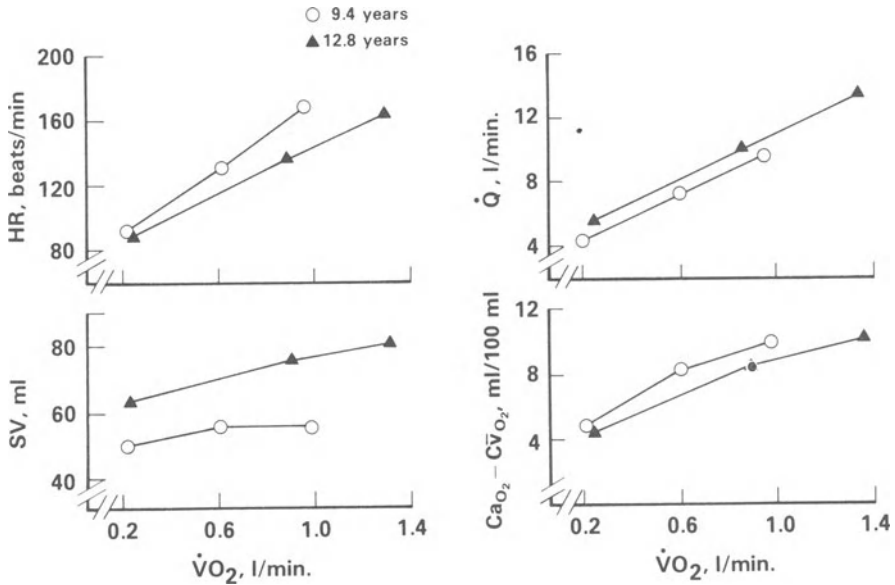 9.4 years
12.8 years
HR, beats/min
200
160
120
80
Q̇, l/min.
16
12
8
4
SV, ml
80
60
40
0.2 0.6 1.0 1.4
V̇O₂, l/min.
CaO₂ – Cv̄O₂, ml/100 ml
12
8
4
0.2 0.6 1.0 1.4
V̇O₂, l/min.